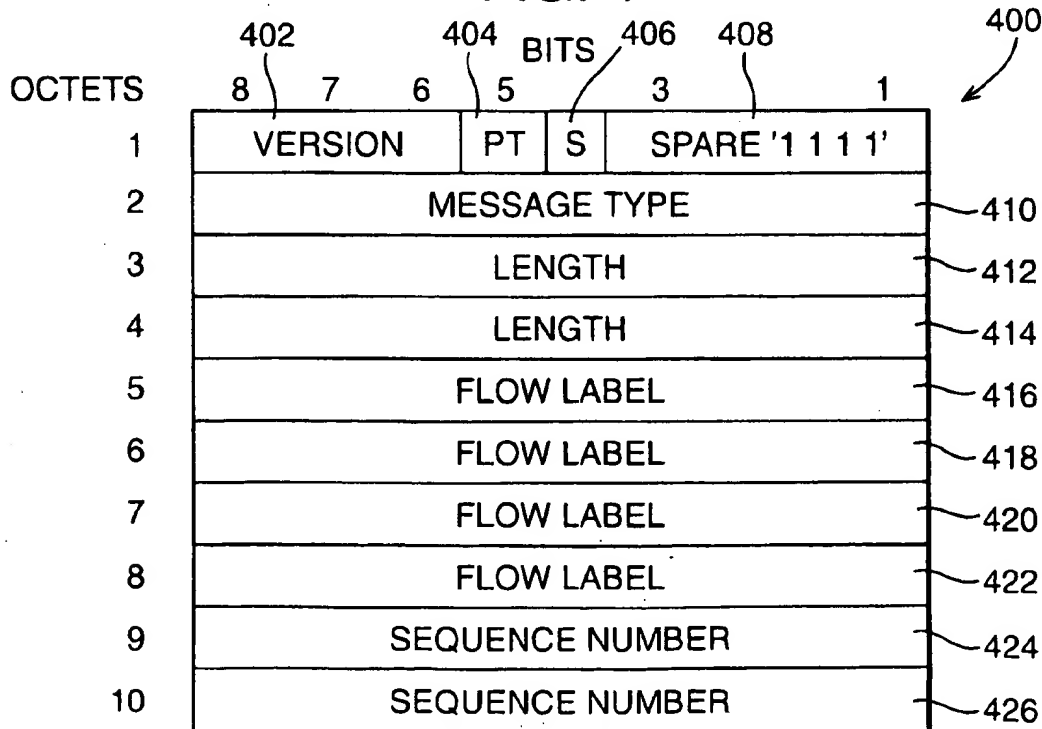 402 404 BITS 406 408 400
OCTETS 8 7 6 5 3 1
1 VERSION PT S SPARE '1 1 1 1'
2 MESSAGE TYPE 410
3 LENGTH 412
4 LENGTH 414
5 FLOW LABEL 416
6 FLOW LABEL 418
7 FLOW LABEL 420
8 FLOW LABEL 422
9 SEQUENCE NUMBER 424
10 SEQUENCE NUMBER 426